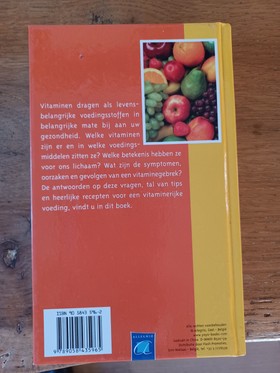 Vitaminen dragen als levens-
belangrijke voedingsstoffen in
belangrijke mate bij aan uw
gezondheid. Welke vitaminen
zijn er en in welke voedings-
middelen zitten ze? Welke betekenis hebben ze
voor ons lichaam? Wat zijn de symptomen,
oorzaken en gevolgen van een vitaminegebrek?
De antwoorden op deze vragen, tal van tips
en heerlijke recepten voor een vitaminerijke
voeding, vindt u in dit boek.
ISBN 90